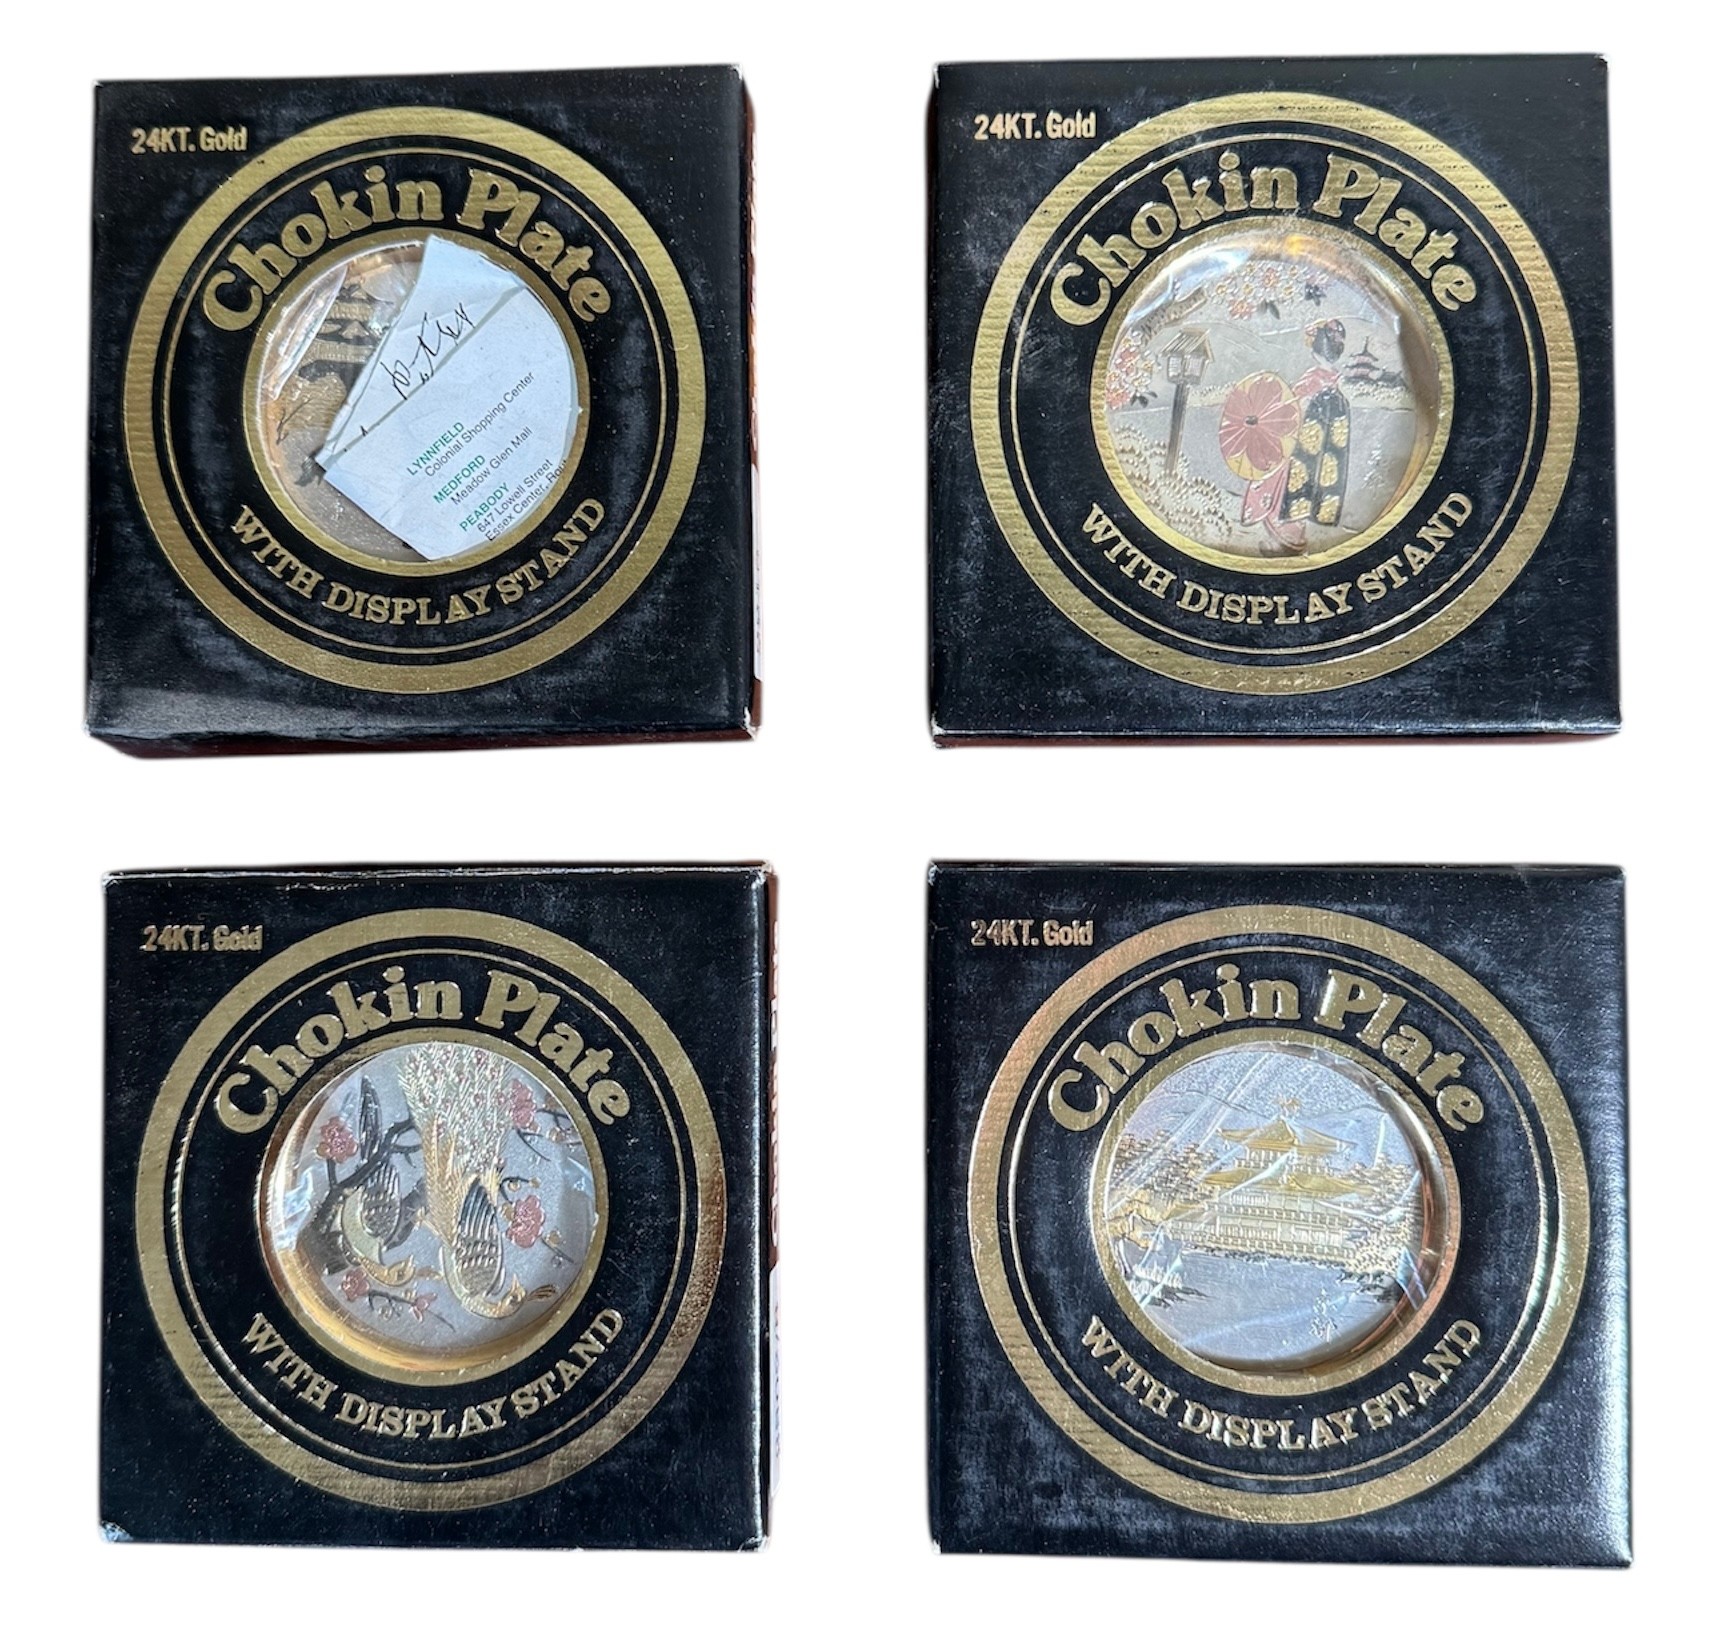 24KT. Gold
Chokin Plate
LYNNFIELD
Colonial Shopping Center
MEDFORD
Meadow Glen Mall
PEABODY
647 Lowell Street
Essex Center,
WITH DISPLAY STAND
24KT. Gold
Chokin Plate
WITH DISPLAY STAND
24KT. Gold
Chokin Plate
WITH DISPLAY STAND
24KT. Gold
Chokin Plate
WITH DISPLAY STAND